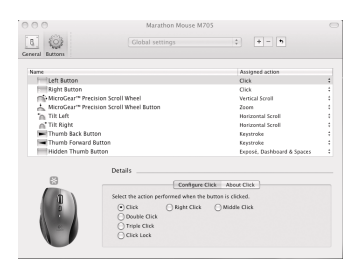 Marathon Mouse M705
Global settings
General Buttons
Name Assigned action
Left Button Click
Right Button Click
MicroGear™ Precision Scroll Wheel Vertical Scroll
MicroGear™ Precision Scroll Wheel Button Zoom
Tilt Left Horizontal Scroll
Tilt Right Horizontal Scroll
Thumb Back Button Keystroke
Thumb Forward Button Keystroke
Hidden Thumb Button Exposé, Dashboard & Spaces
Details
Configure Click About Click
Select the action performed when the button is clicked.
Click Right Click Middle Click
Double Click
Triple Click
Click Lock